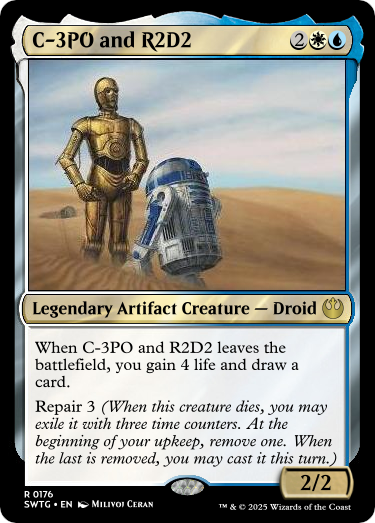 C-3PO and R2D2 2
Legendary Artifact Creature — Droid
When C-3PO and R2D2 leaves the
battlefield, you gain 4 life and draw a
card.
Repair 3 (When this creature dies, you may
exile it with three time counters. At the
beginning of your upkeep, remove one. When
the last is removed, you may cast it this turn.)
2/2
R 0176
SWTG • EN Milivoj Ceran
™ & © 2025 Wizards of the Coast